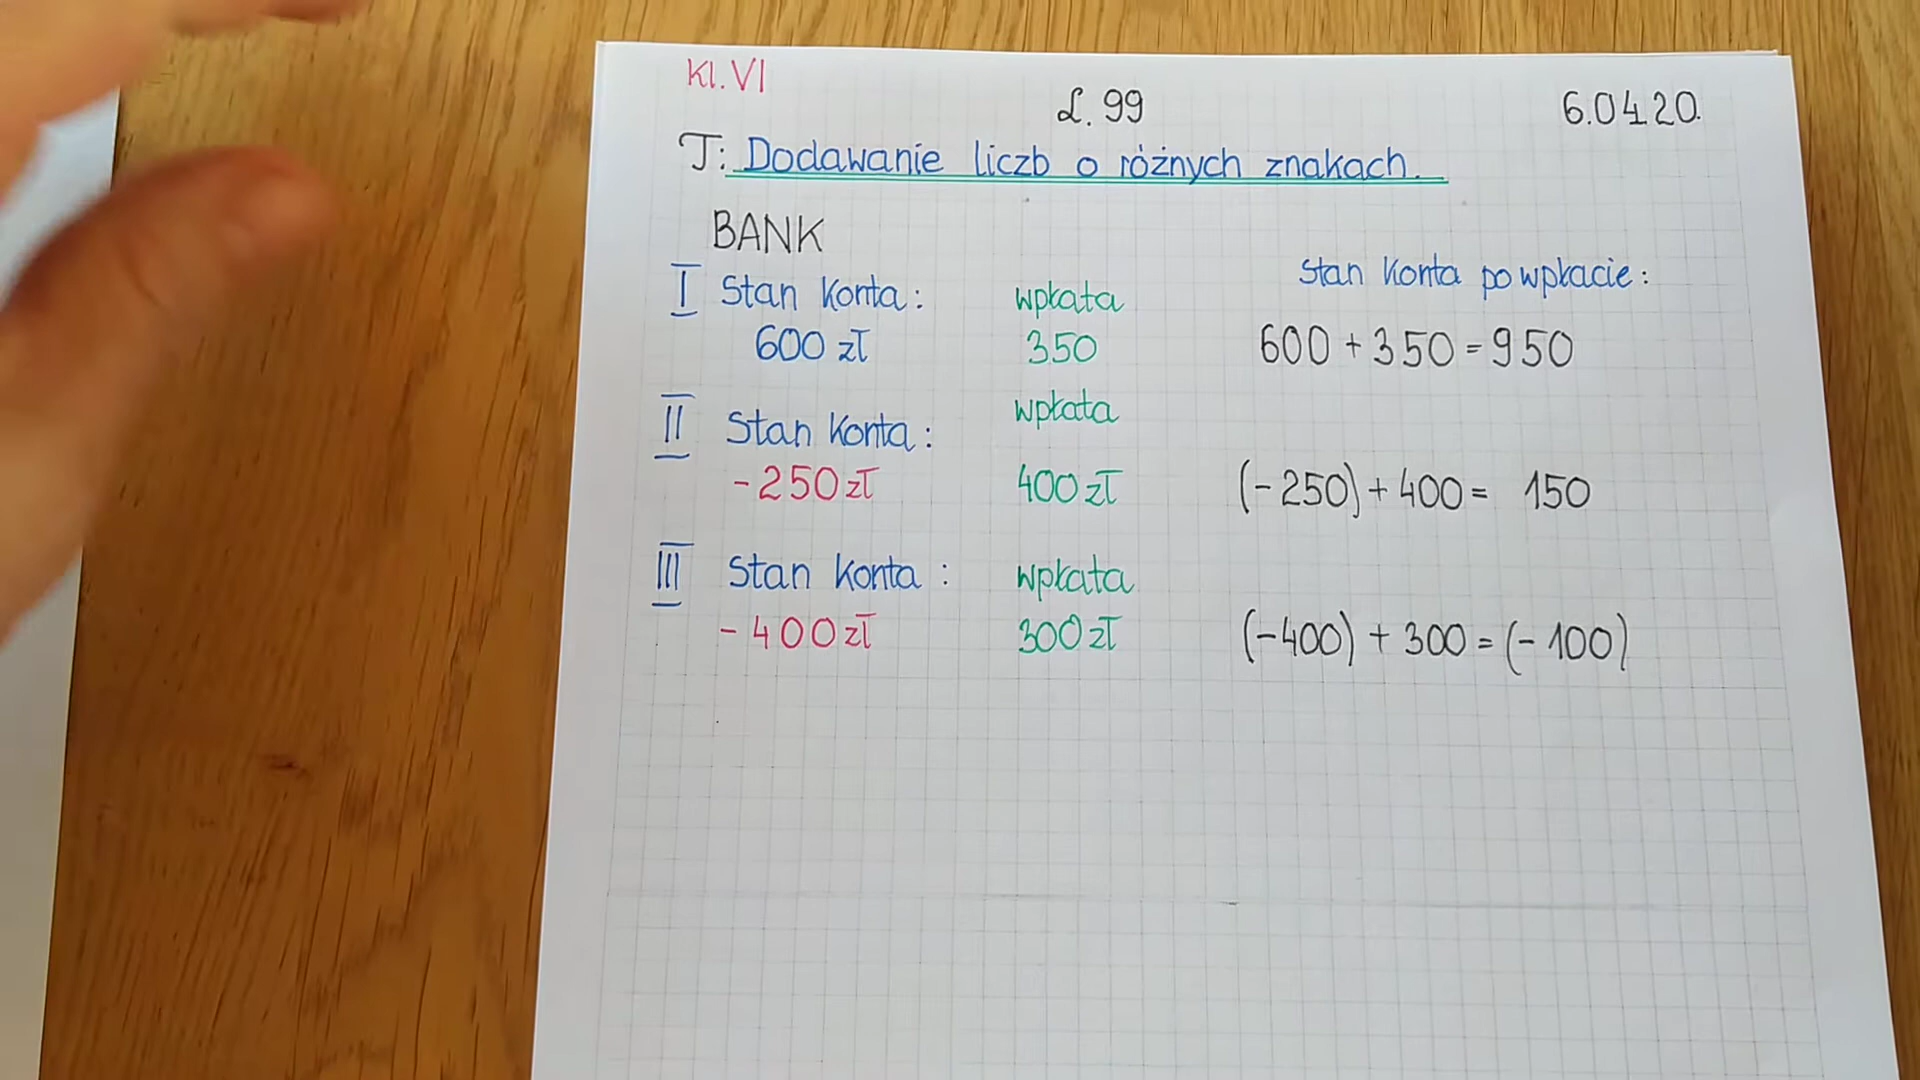 Kl. VI
L. 99 6.04.20.
T: Dodawanie liczb o różnych znakach.
BANK
Stan konta po wpłacie:
I Stan konta: wpłata
600 zł 350 600 + 350 = 950
II Stan konta: wpłata
-250 zł 400 zł (-250) + 400 = 150
III Stan konta: wpłata
-400 zł 300 zł (-400) + 300 = (-100)